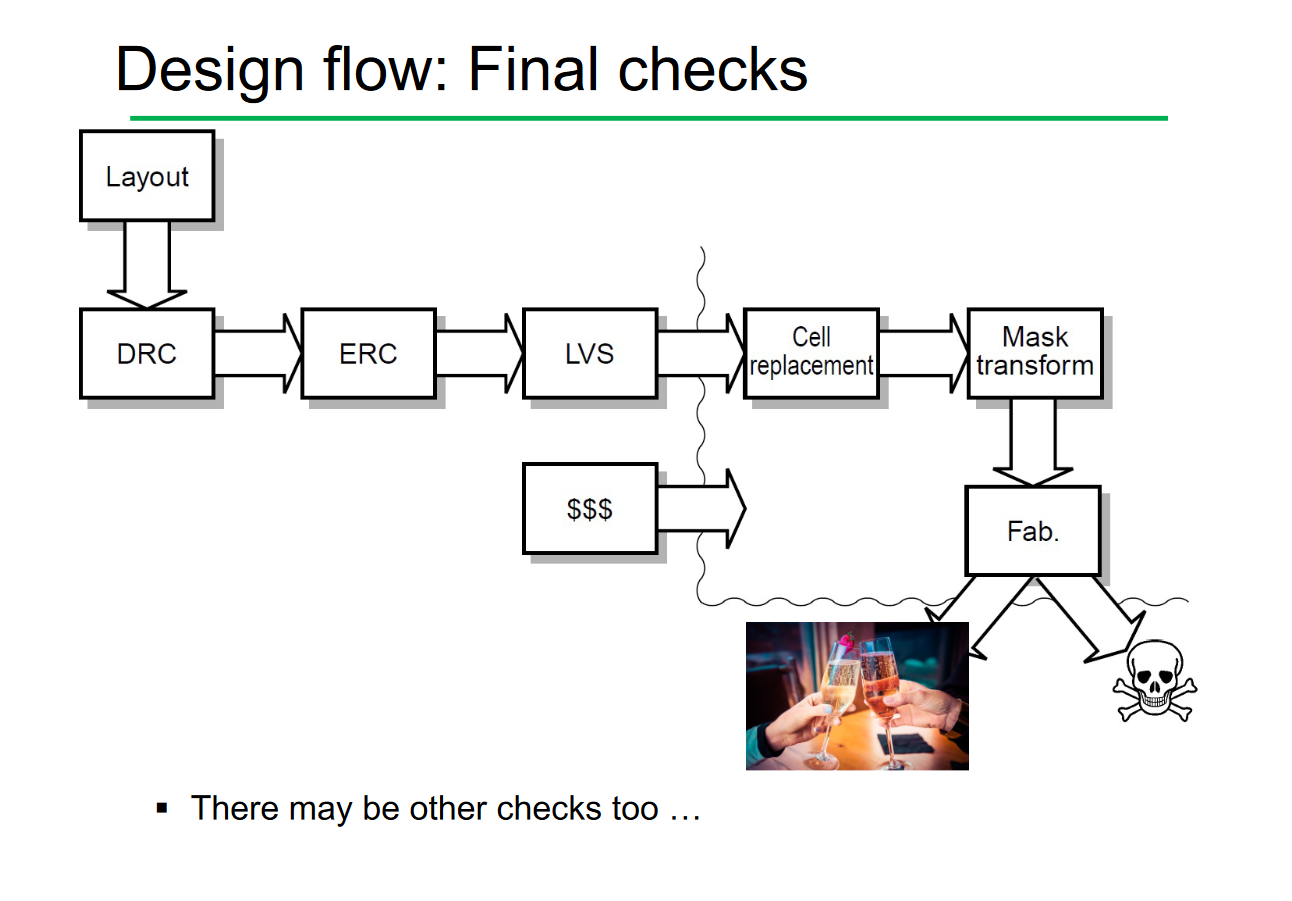 Design flow: Final checks
Layout
DRC
ERC
LVS
Cell
replacement
Mask
transform
$$$
Fab.
▪ There may be other checks too …